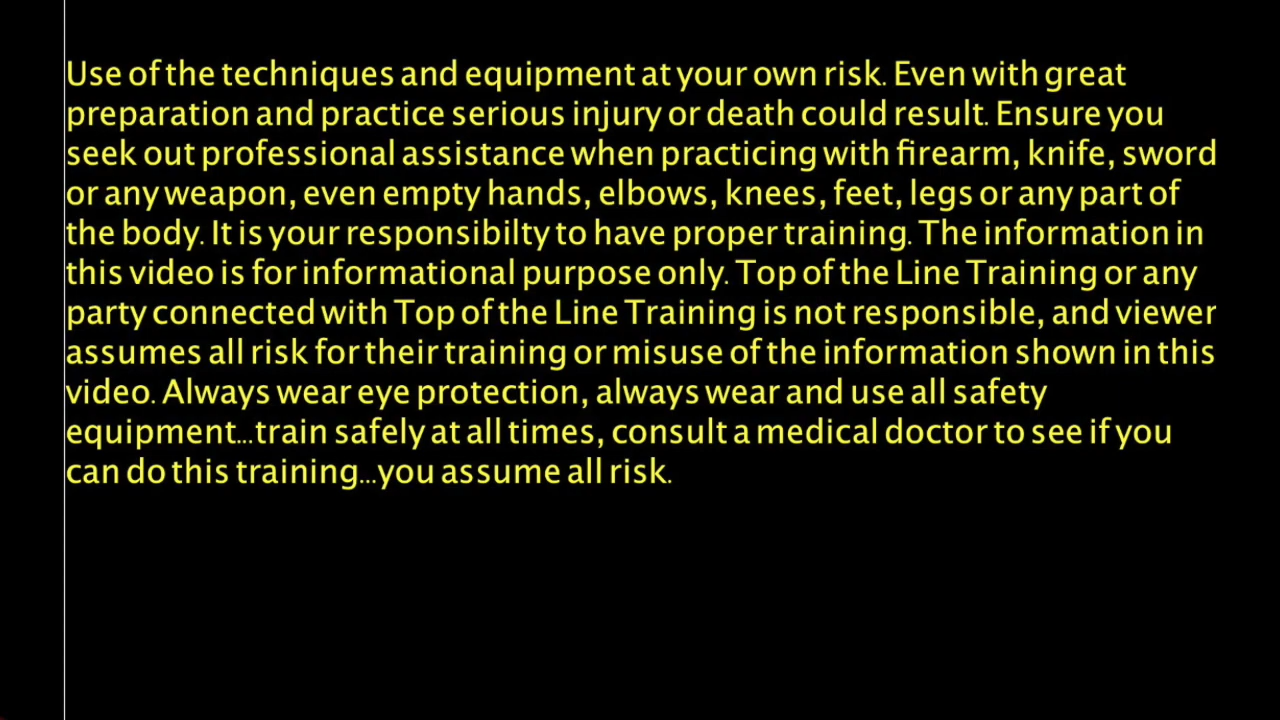 Use of the techniques and equipment at your own risk. Even with great
preparation and practice serious injury or death could result. Ensure you
seek out professional assistance when practicing with firearm, knife, sword
or any weapon, even empty hands, elbows, knees, feet, legs or any part of
the body. It is your responsibilty to have proper training. The information in
this video is for informational purpose only. Top of the Line Training or any
party connected with Top of the Line Training is not responsible, and viewer
assumes all risk for their training or misuse of the information shown in this
video. Always wear eye protection, always wear and use all safety
equipment...train safely at all times, consult a medical doctor to see if you
can do this training...you assume all risk.